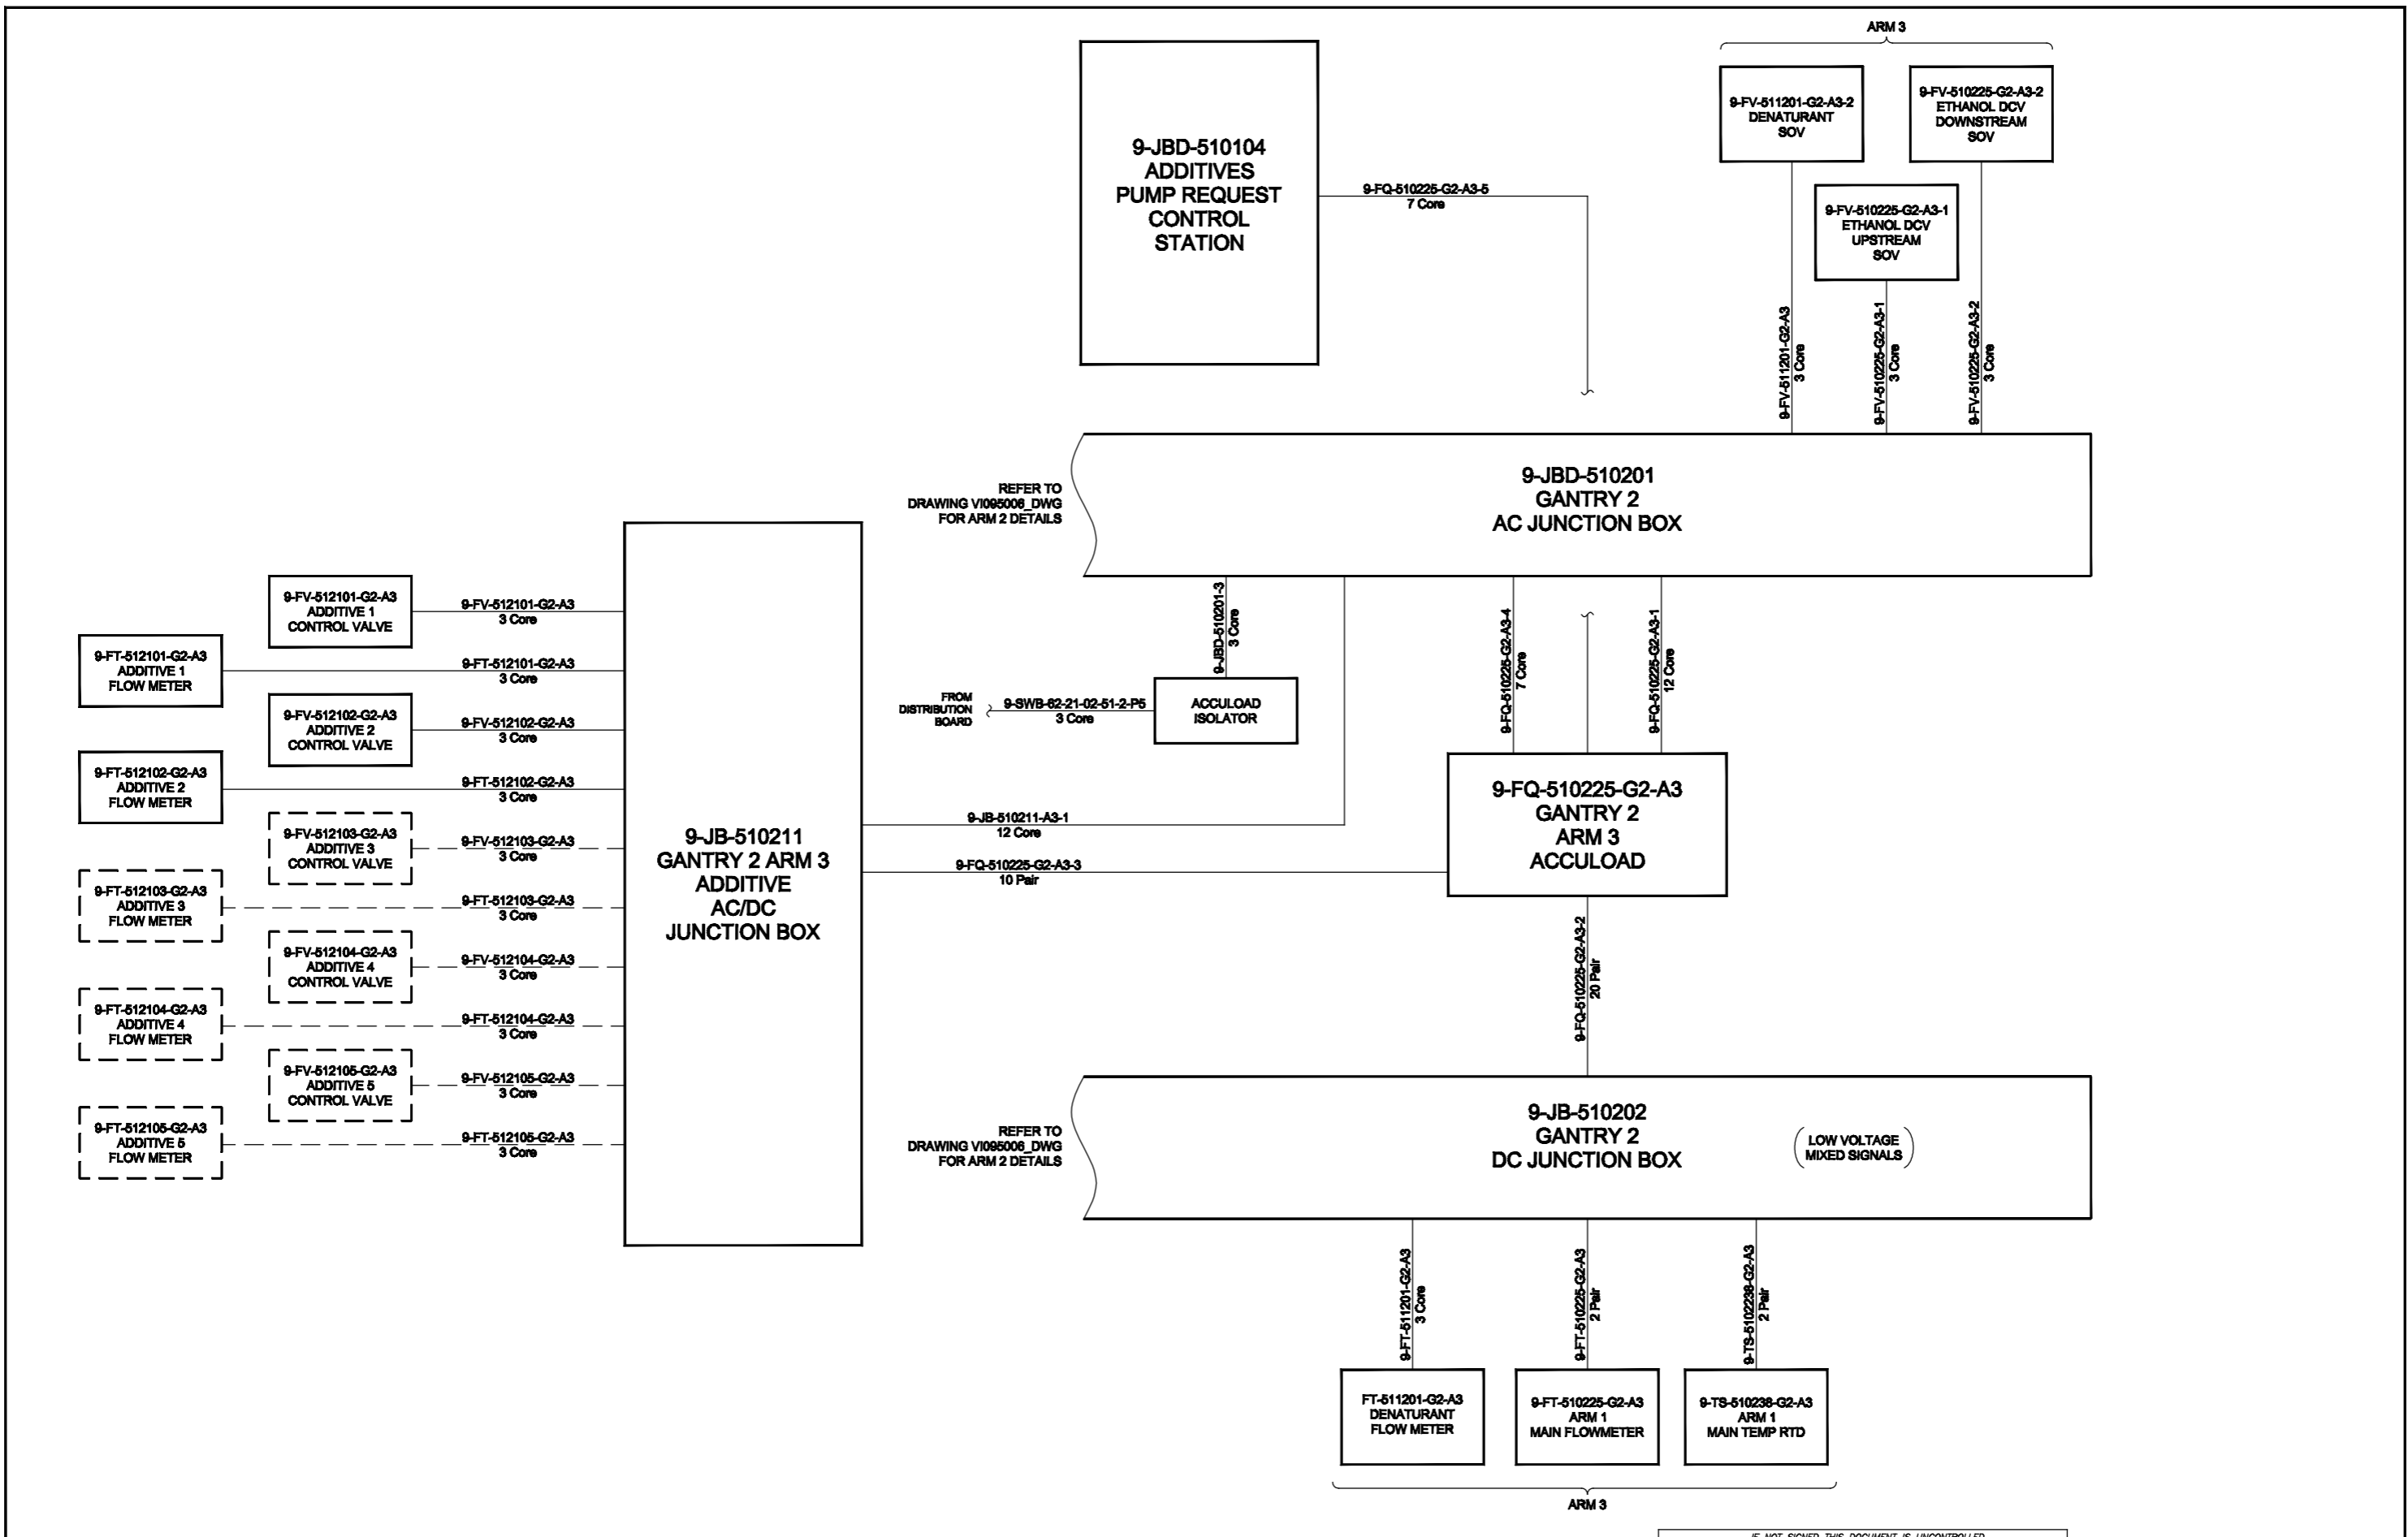 ARM 3
9-JBD-510104
ADDITIVES
PUMP REQUEST
CONTROL
STATION
9-FQ-510225-G2-A3-5
7 Core
9-FV-511201-G2-A3-2
DENATURANT
SOV
9-FV-510225-G2-A3-2
ETHANOL DCV
DOWNSTREAM
SOV
9-FV-510225-G2-A3-1
ETHANOL DCV
UPSTREAM
SOV
9-FV-511201-G2-A3
3 Core
9-FV-510225-G2-A3-1
3 Core
9-FV-510225-G2-A3-2
3 Core
REFER TO
DRAWING VI095006_DWG
FOR ARM 2 DETAILS
9-JBD-510201
GANTRY 2
AC JUNCTION BOX
9-JBD-510201-3
3 Core
9-FQ-510225-G2-A3-4
7 Core
9-FQ-510225-G2-A3-1
12 Core
FROM
DISTRIBUTION
BOARD
9-SWB-62-21-02-51-2-P5
3 Core
ACCULOAD
ISOLATOR
9-FV-512101-G2-A3
ADDITIVE 1
CONTROL VALVE
9-FV-512101-G2-A3
3 Core
9-FT-512101-G2-A3
ADDITIVE 1
FLOW METER
9-FT-512101-G2-A3
3 Core
9-FV-512102-G2-A3
ADDITIVE 2
CONTROL VALVE
9-FV-512102-G2-A3
3 Core
9-FT-512102-G2-A3
ADDITIVE 2
FLOW METER
9-FT-512102-G2-A3
3 Core
9-FV-512103-G2-A3
ADDITIVE 3
CONTROL VALVE
9-FV-512103-G2-A3
3 Core
9-FT-512103-G2-A3
ADDITIVE 3
FLOW METER
9-FT-512103-G2-A3
3 Core
9-FV-512104-G2-A3
ADDITIVE 4
CONTROL VALVE
9-FV-512104-G2-A3
3 Core
9-FT-512104-G2-A3
ADDITIVE 4
FLOW METER
9-FT-512104-G2-A3
3 Core
9-FV-512105-G2-A3
ADDITIVE 5
CONTROL VALVE
9-FV-512105-G2-A3
3 Core
9-FT-512105-G2-A3
ADDITIVE 5
FLOW METER
9-FT-512105-G2-A3
3 Core
9-JB-510211
GANTRY 2 ARM 3
ADDITIVE
AC/DC
JUNCTION BOX
9-JB-510211-A3-1
12 Core
9-FQ-510225-G2-A3-3
10 Pair
9-FQ-510225-G2-A3
GANTRY 2
ARM 3
ACCULOAD
9-FQ-510225-G2-A3-2
20 Pair
REFER TO
DRAWING VI095006_DWG
FOR ARM 2 DETAILS
9-JB-510202
GANTRY 2
DC JUNCTION BOX
LOW VOLTAGE
MIXED SIGNALS
9-FT-511201-G2-A3
3 Core
9-FT-510225-G2-A3
2 Pair
9-TS-5102238-G2-A3
2 Pair
FT-511201-G2-A3
DENATURANT
FLOW METER
9-FT-510225-G2-A3
ARM 1
MAIN FLOWMETER
9-TS-510238-G2-A3
ARM 1
MAIN TEMP RTD
ARM 3
IF NOT SIGNED THIS DOCUMENT IS UNCONTROLLED